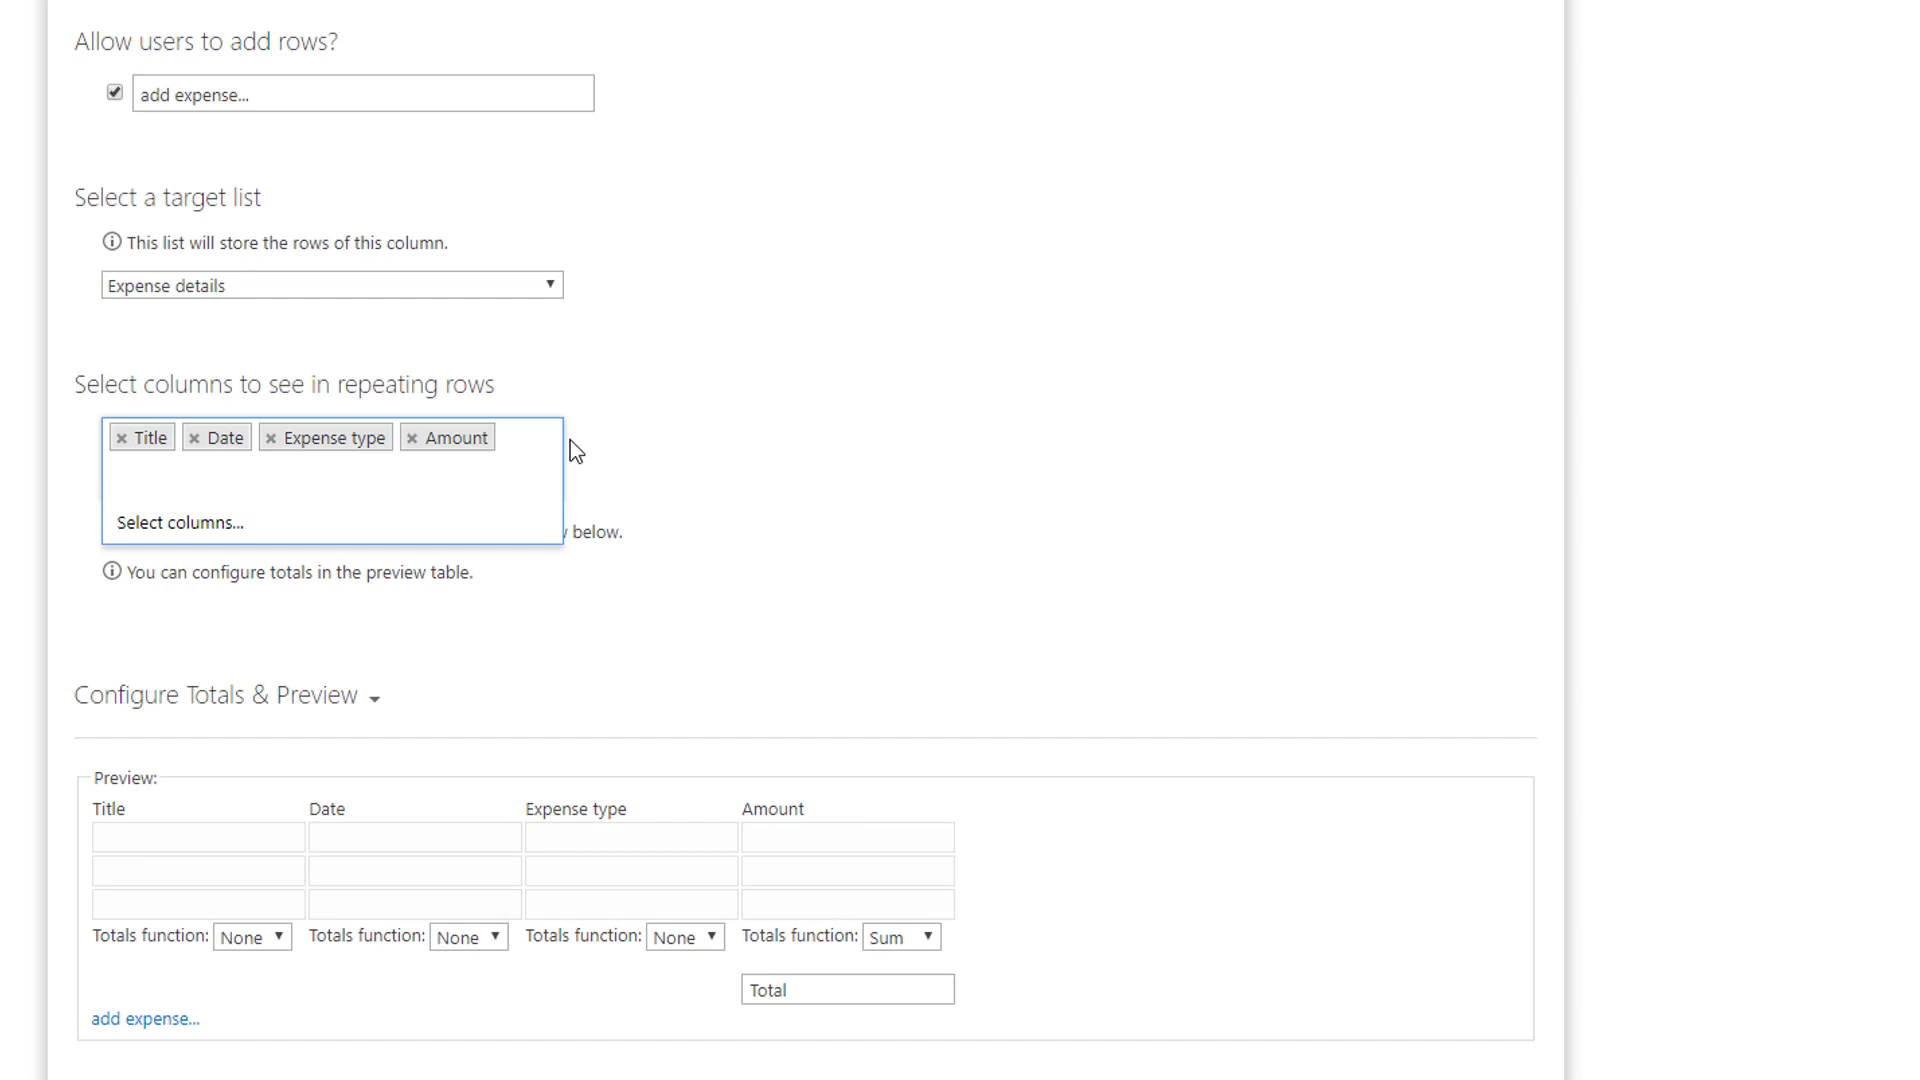 Allow users to add rows?
add expense...
Select a target list
This list will store the rows of this column.
Expense details
Select columns to see in repeating rows
Title Date Expense type Amount
Select columns...
below.
You can configure totals in the preview table.
Configure Totals & Preview
Preview:
Title Date Expense type Amount
Totals function: None Totals function: None Totals function: None Totals function: Sum
Total
add expense...